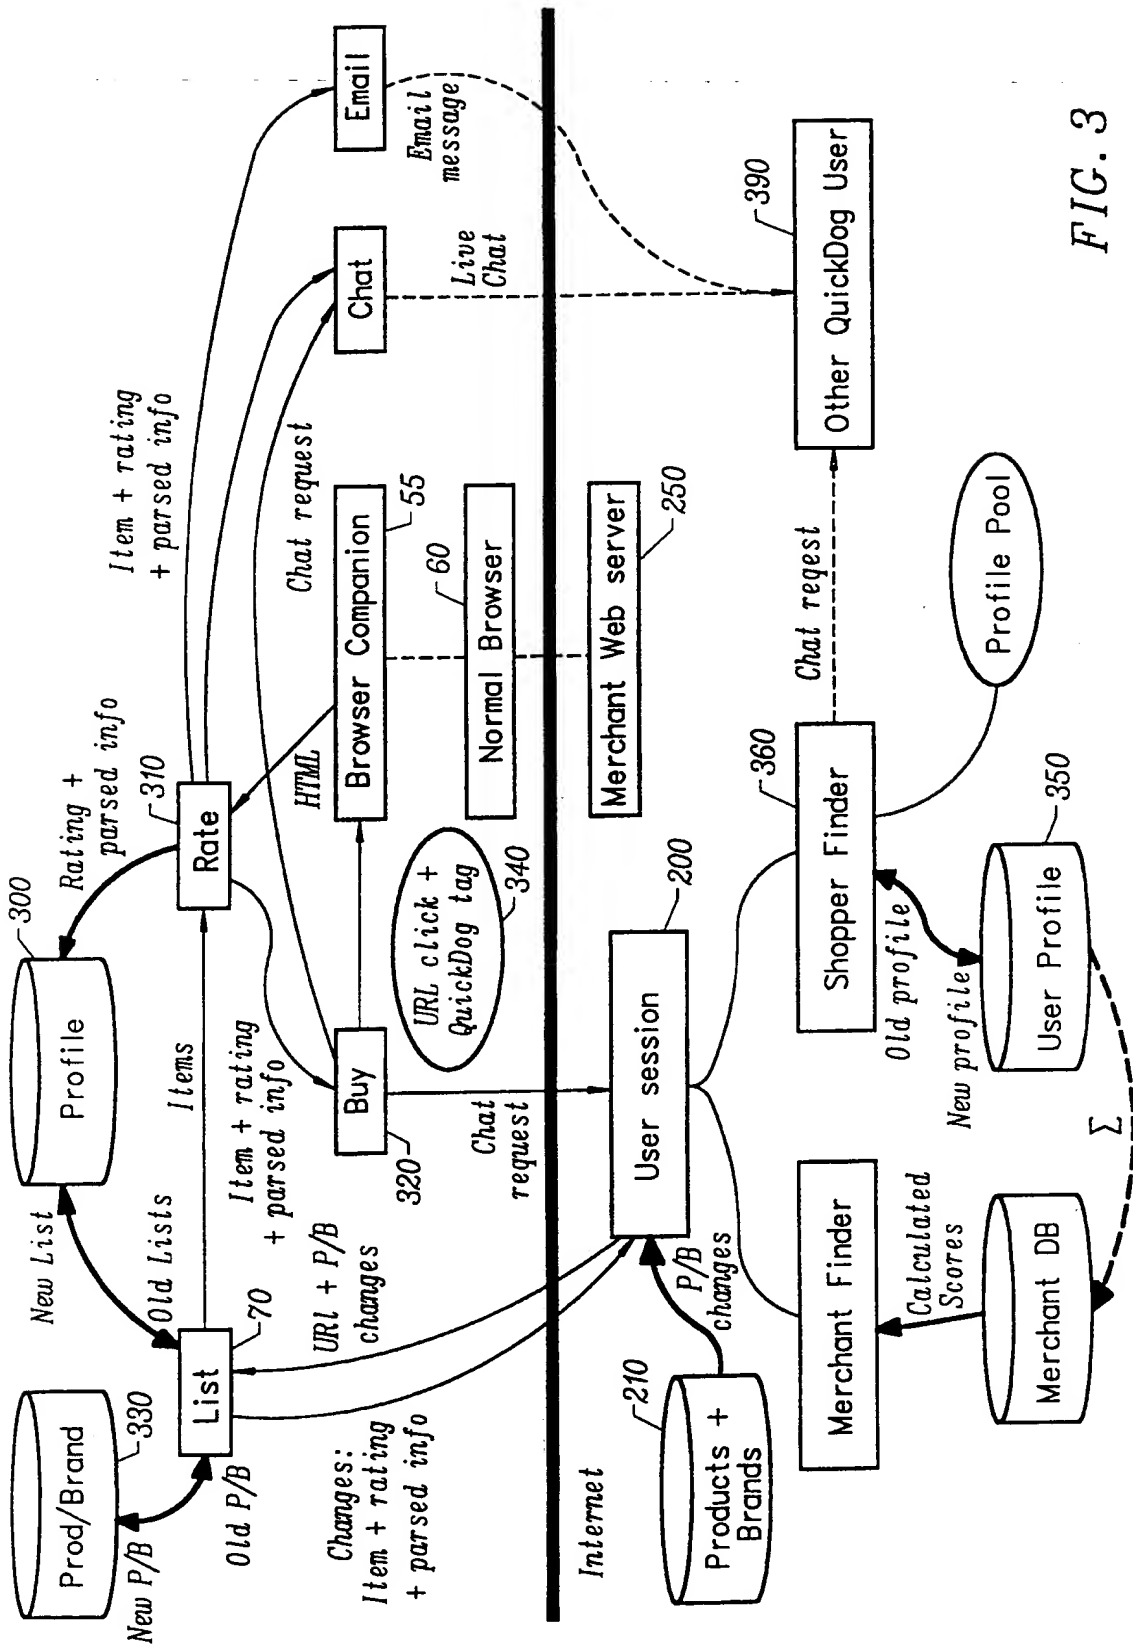 Prod/Brand
330
New P/B
Old P/B
New List
Old Lists
Profile
300
Rating +
parsed info
List
70
Items
Rate
310
Item + rating
+ parsed info
Item + rating
+ parsed info
Changes:
Item + rating
+ parsed info
URl + P/B
changes
Buy
320
Chat
request
URL click +
QuickDog tag
340
HTML
Browser Companion
55
Chat request
Normal Browser
60
Chat
Live
Chat
Email
Email
message
Internet
Merchant Web server
250
Products +
Brands
210
P/B
changes
User session
200
Merchant Finder
Calculated
Scores
Merchant DB
Σ
Shopper Finder
360
Old profile
New profile
User Profile
350
Chat reqest
Profile Pool
Other QuickDog User
390
FIG. 3